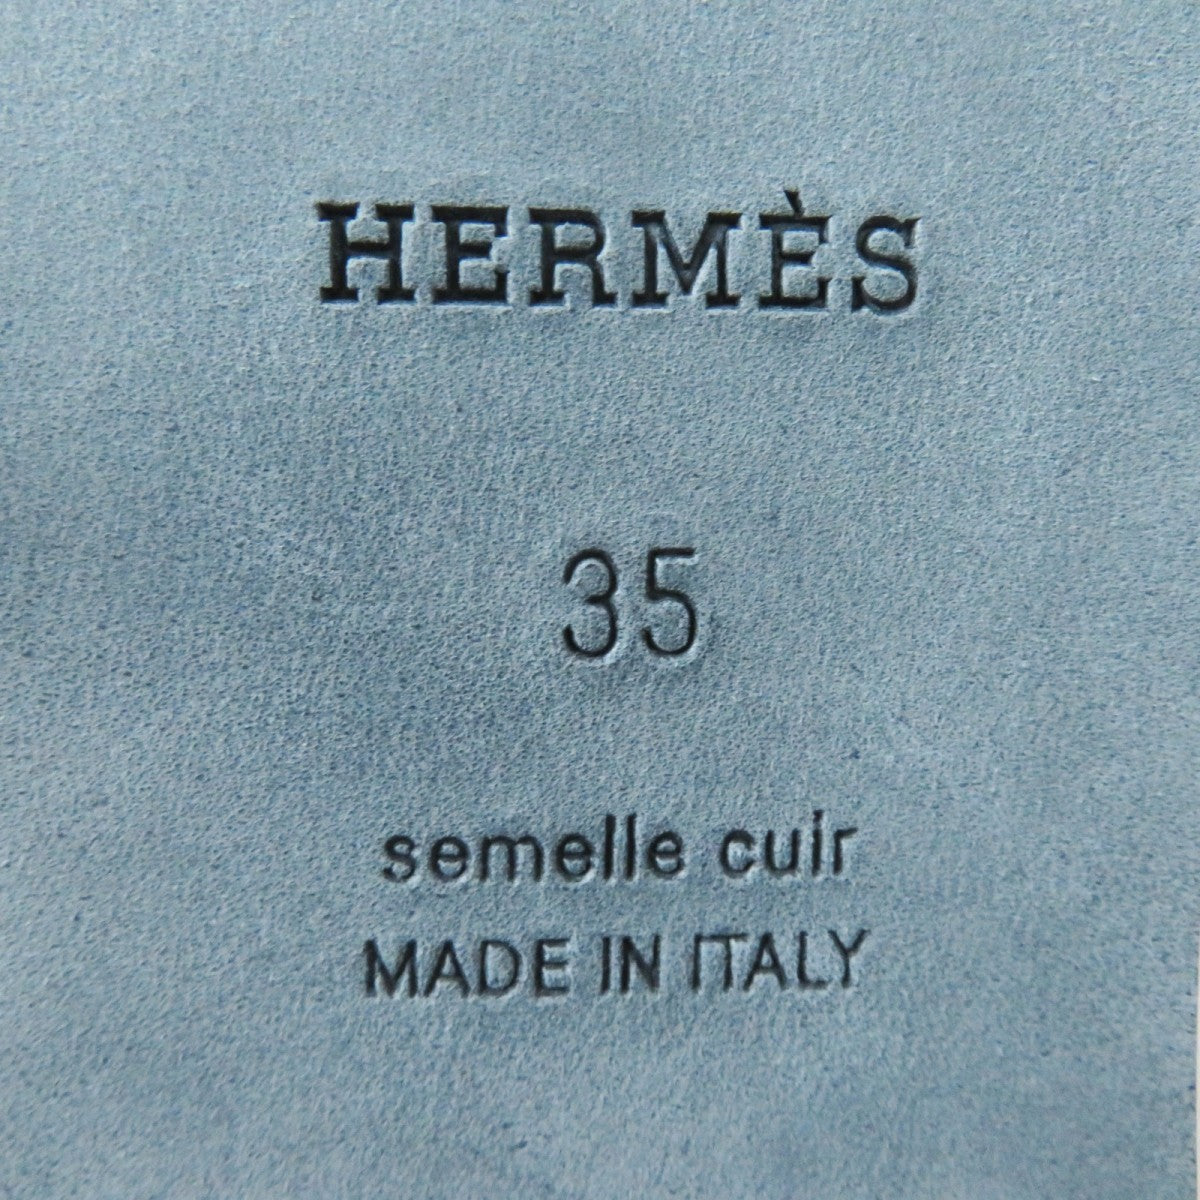 HERMÈS
35
semelle cuir
MADE IN ITALY